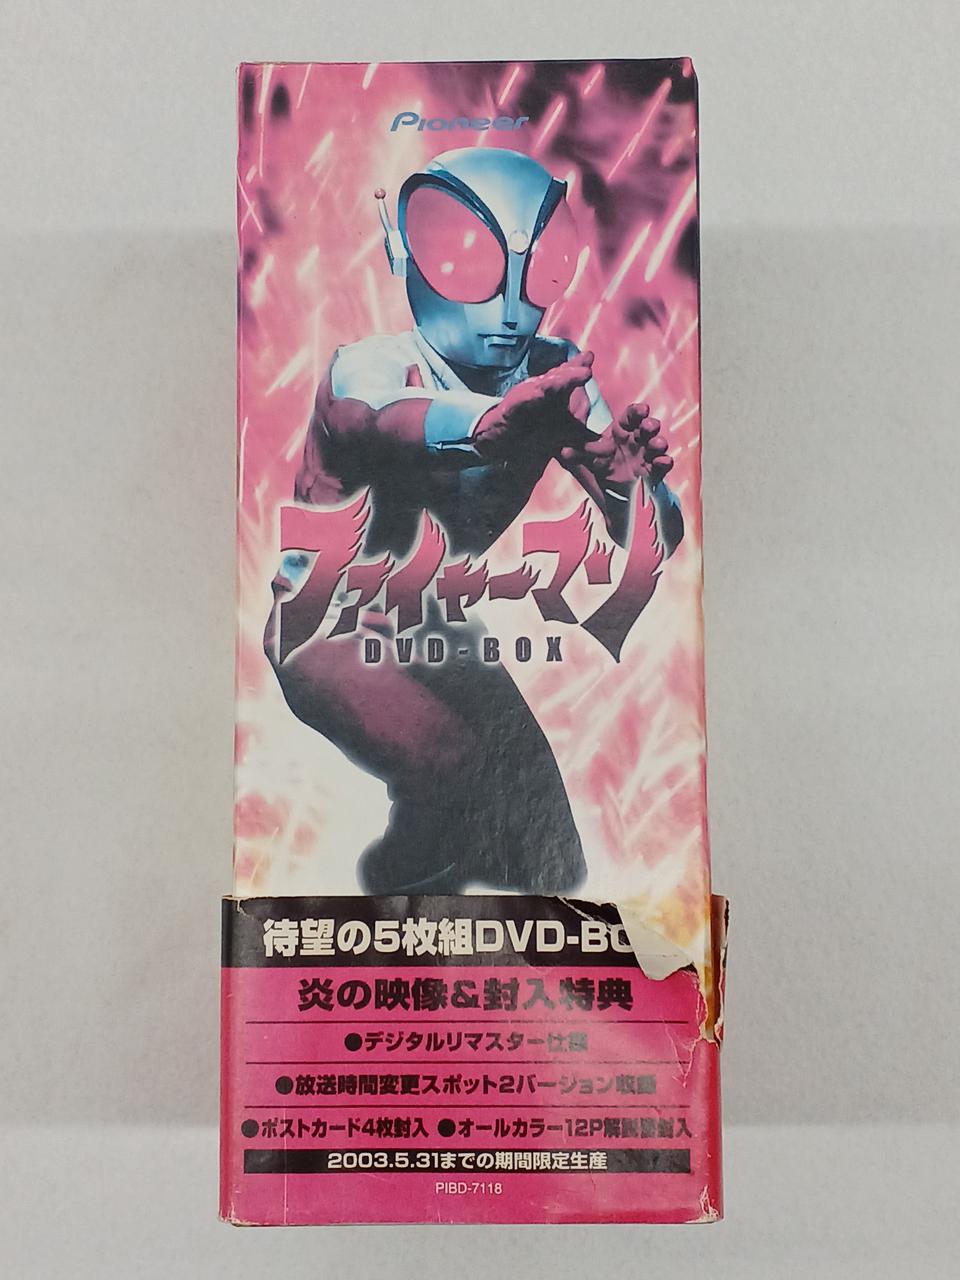 Pioneer
ファイヤーマン
DVD-BOX
待望の5枚組DVD-BO
炎の映像&封入特典
●デジタルリマスター仕様
●放送時間変更スポット2バージョン収録
●ポストカード4枚封入 ●オールカラー12P解説書封入
2003.5.31までの期間限定生産
PIBD-7118